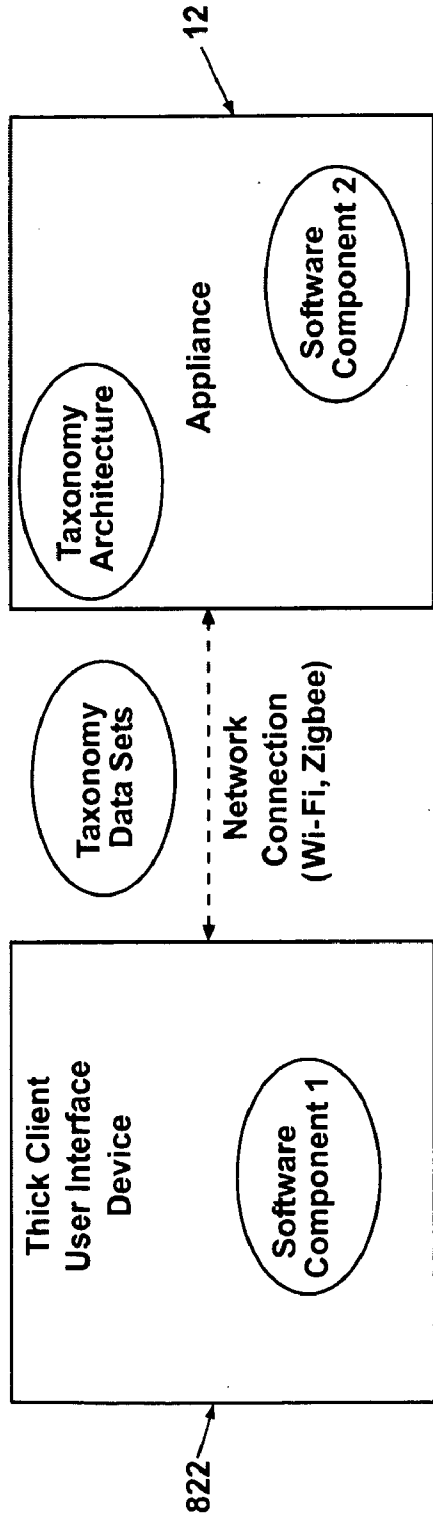 822
Thick Client
User Interface
Device
Software
Component 1
Taxonomy
Data Sets
Network
Connection
(Wi-Fi, Zigbee)
Taxonomy
Architecture
Appliance
Software
Component 2
12